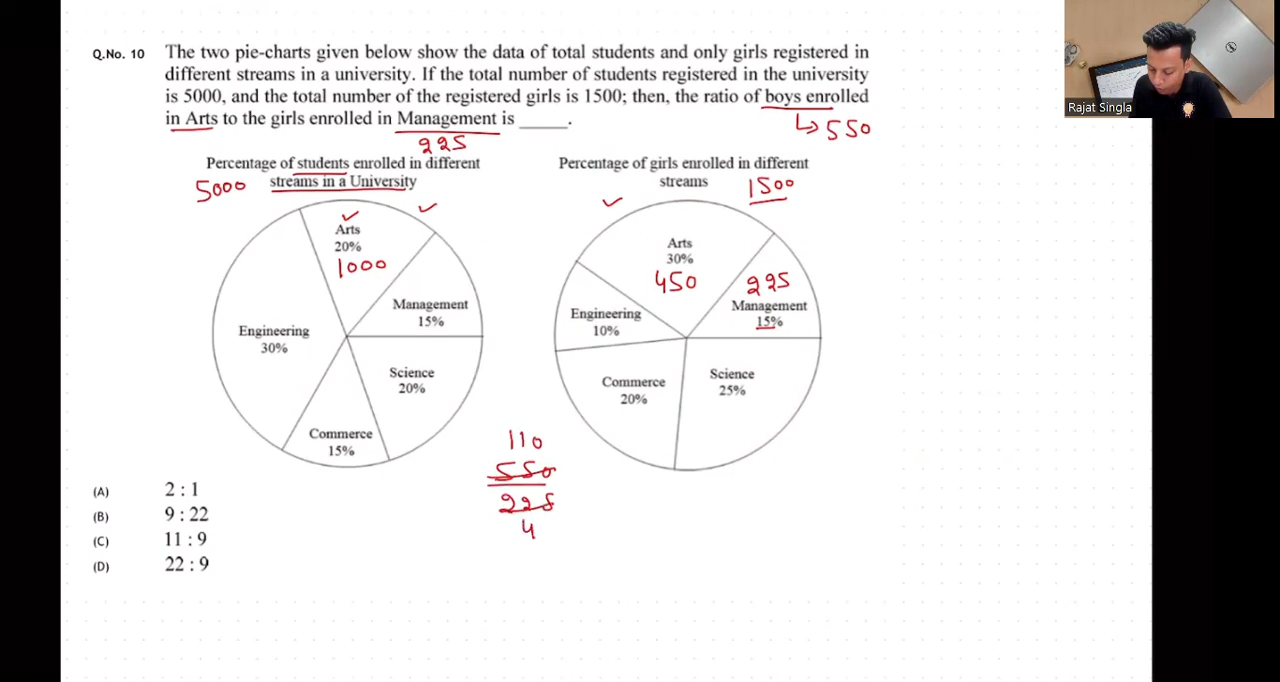 Q.No. 10 The two pie-charts given below show the data of total students and only girls registered in
different streams in a university. If the total number of students registered in the university
is 5000, and the total number of the registered girls is 1500; then, the ratio of boys enrolled
in Arts to the girls enrolled in Management is _____.
↳ 550
225
Percentage of students enrolled in different
streams in a University
5000
Arts
20%
1000
Management
15%
Engineering
30%
Science
20%
Commerce
15%
Percentage of girls enrolled in different
streams
1500
Arts
30%
450
225
Management
15%
Engineering
10%
Commerce
20%
Science
25%
110
550
225
4
(A) 2 : 1
(B) 9 : 22
(C) 11 : 9
(D) 22 : 9
Rajat Singla